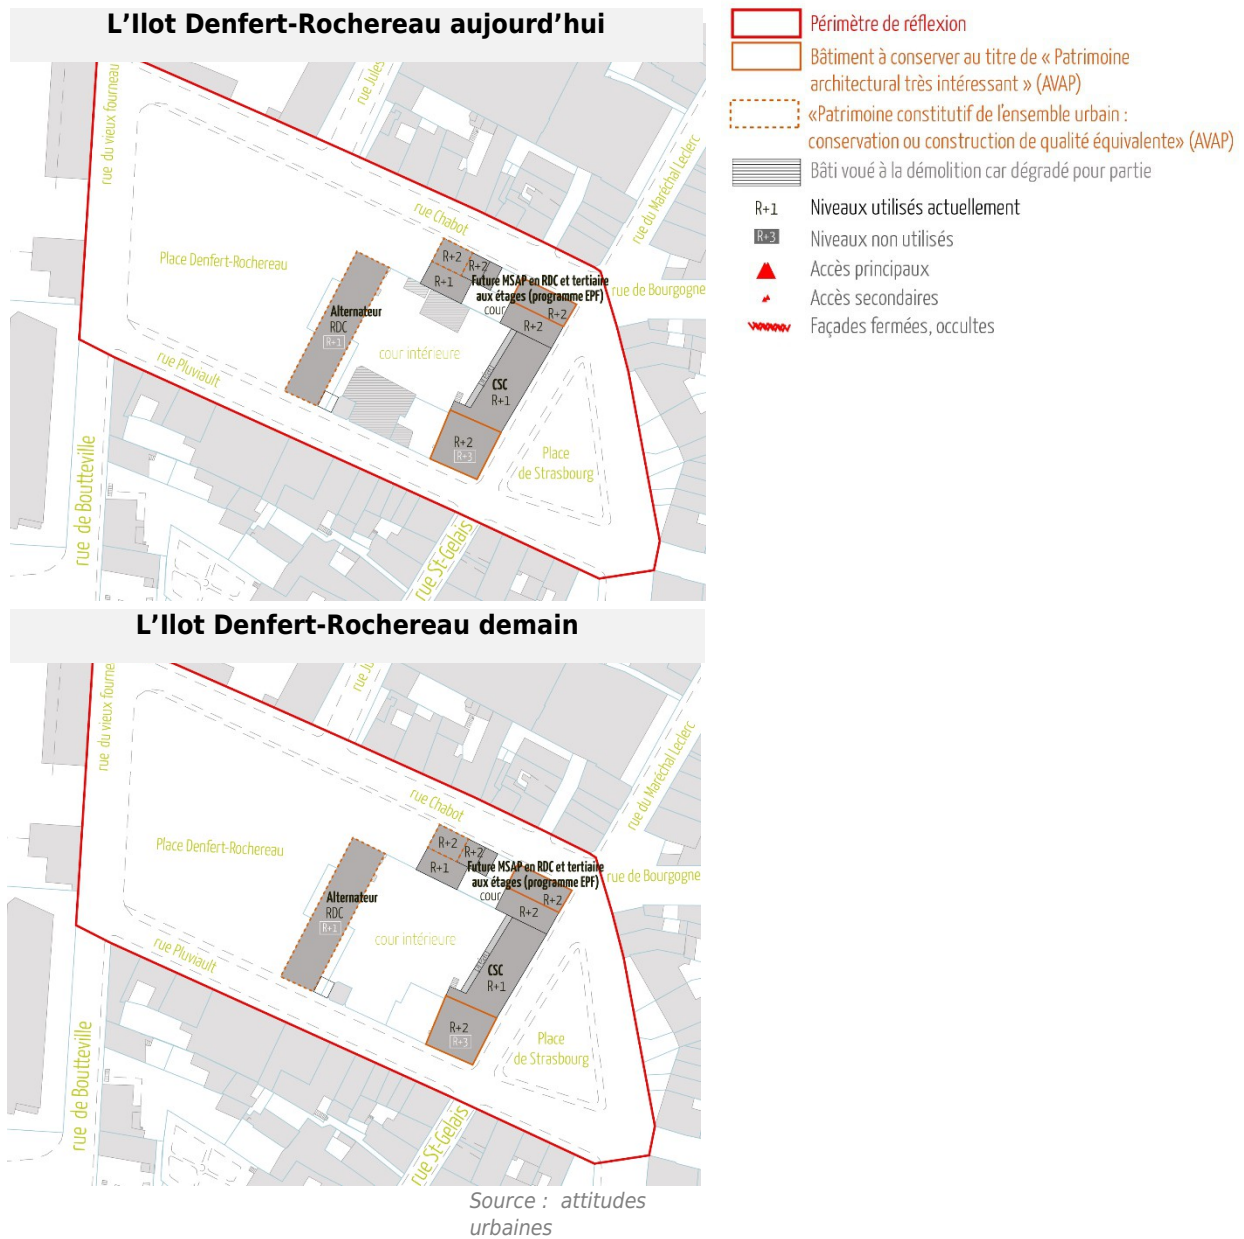 L'Ilot Denfert-Rochereau aujourd'hui
rue du vieux fourneau
rue Jules
rue du Maréchal Leclerc
rue Chabot
Place Denfert-Rochereau
R+2
R+2
R+1
Future MSAP en RDC et tertiaire
aux étages (programme EPF)
rue de Bourgogne
cour
R+2
R+2
Alternateur
RDC
R+1
cour intérieure
rue Pluviault
CSC
R+1
R+2
R+3
Place
de Strasbourg
rue de Boutteville
rue St-Gelais
Périmètre de réflexion
Bâtiment à conserver au titre de « Patrimoine
architectural très intéressant » (AVAP)
«Patrimoine constitutif de l'ensemble urbain :
conservation ou construction de qualité équivalente» (AVAP)
Bâti voué à la démolition car dégradé pour partie
R+1 Niveaux utilisés actuellement
R+3 Niveaux non utilisés
Accès principaux
Accès secondaires
Façades fermées, occultes
L'Ilot Denfert-Rochereau demain
rue du vieux fourne
rue Ju
rue du Maréchal Leclerc
rue Chabot
Place Denfert-Rochereau
R+2
R+2
R+1
Future MSAP en RDC et tertiaire
aux étages (programme EPF)
rue de Bourgogne
cour
R+2
R+2
Alternateur
RDC
R+1
cour intérieure
rue Pluviault
CSC
R+1
R+2
R+3
Place
de Strasbourg
rue de Boutteville
rue St-Gelais
Source : attitudes
urbaines